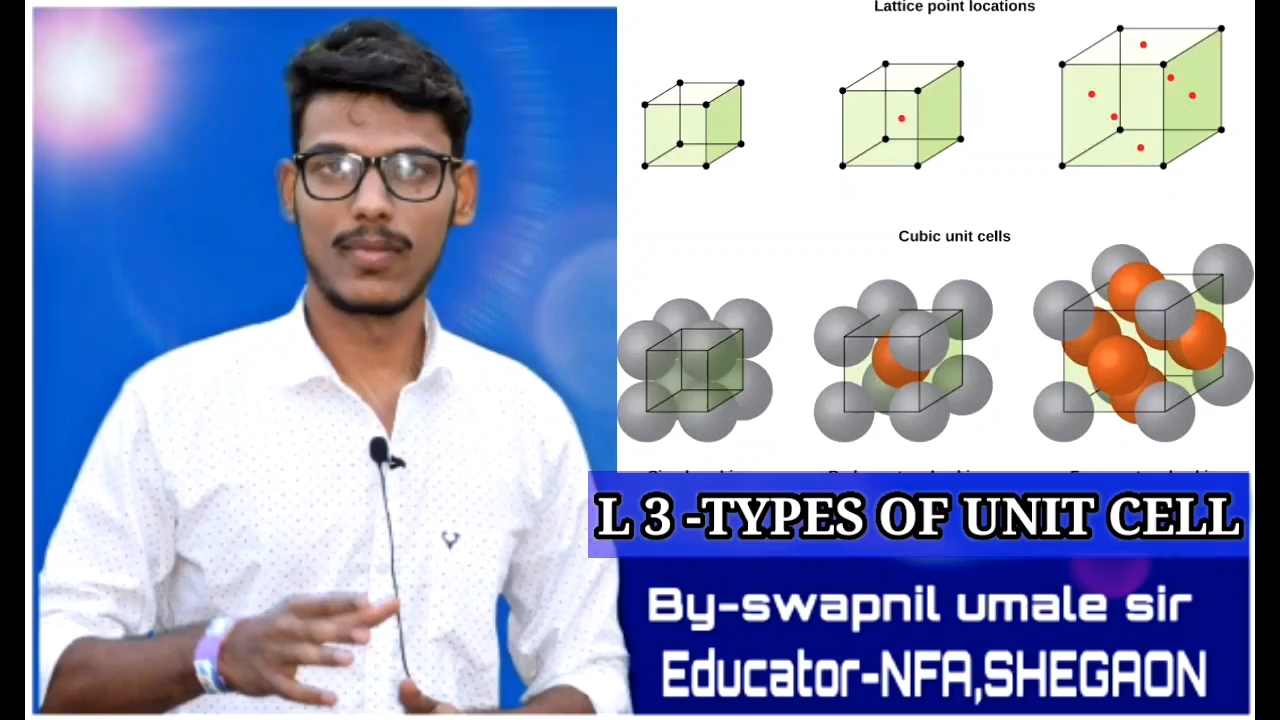 Lattice point locations
Cubic unit cells
L 3 -TYPES OF UNIT CELL
By-swapnil umale sir
Educator-NFA,SHEGAON